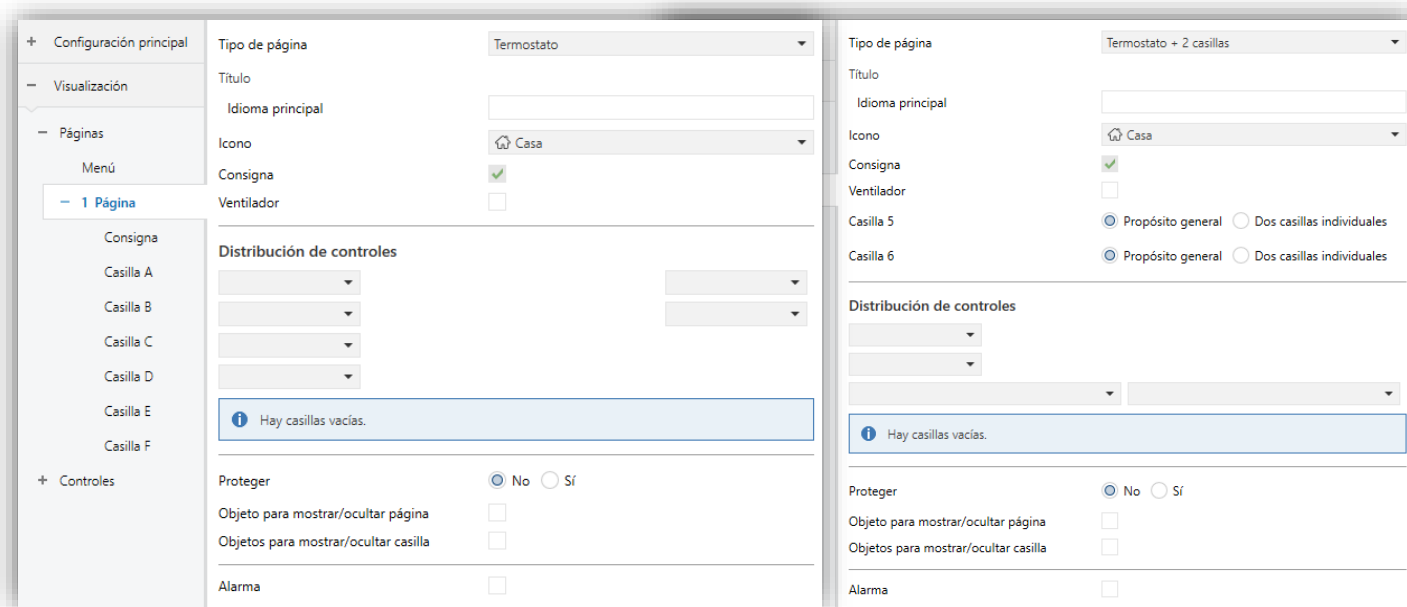 + Configuración principal
− Visualización
− Páginas
Menú
− 1 Página
Consigna
Casilla A
Casilla B
Casilla C
Casilla D
Casilla E
Casilla F
+ Controles
Tipo de página Termostato
Título
Idioma principal
Icono Casa
Consigna
Ventilador
Distribución de controles
Hay casillas vacías.
Proteger No Sí
Objeto para mostrar/ocultar página
Objetos para mostrar/ocultar casilla
Alarma
Tipo de página Termostato + 2 casillas
Título
Idioma principal
Icono Casa
Consigna
Ventilador
Casilla 5 Propósito general Dos casillas individuales
Casilla 6 Propósito general Dos casillas individuales
Distribución de controles
Hay casillas vacías.
Proteger No Sí
Objeto para mostrar/ocultar página
Objetos para mostrar/ocultar casilla
Alarma